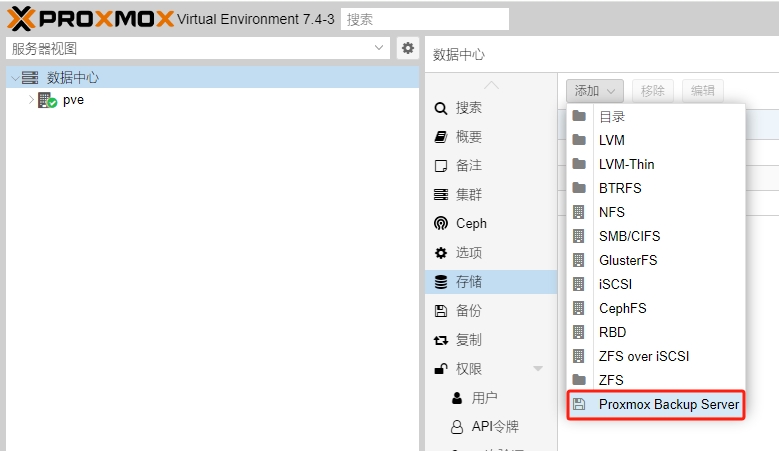 PROXMOX Virtual Environment 7.4-3 搜索
服务器视图
数据中心
pve
数据中心
搜索
概要
备注
集群
Ceph
选项
存储
备份
复制
权限
用户
API令牌
添加 移除 编辑
目录
LVM
LVM-Thin
BTRFS
NFS
SMB/CIFS
GlusterFS
iSCSI
CephFS
RBD
ZFS over iSCSI
ZFS
Proxmox Backup Server